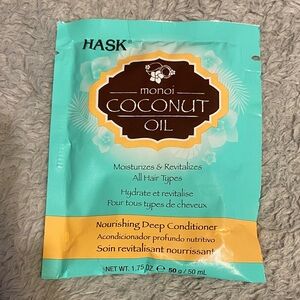 HASK
monoi
COCONUT
OIL
Moisturizes & Revitalizes
All Hair Types
Hydrate et revitalise
Pour tous types de cheveux
Nourishing Deep Conditioner
Acondicionador profundo nutritivo
Soin revitalisant nourrissant
NET WT. 1.75 OZ ℮ 50 g / 50 mL